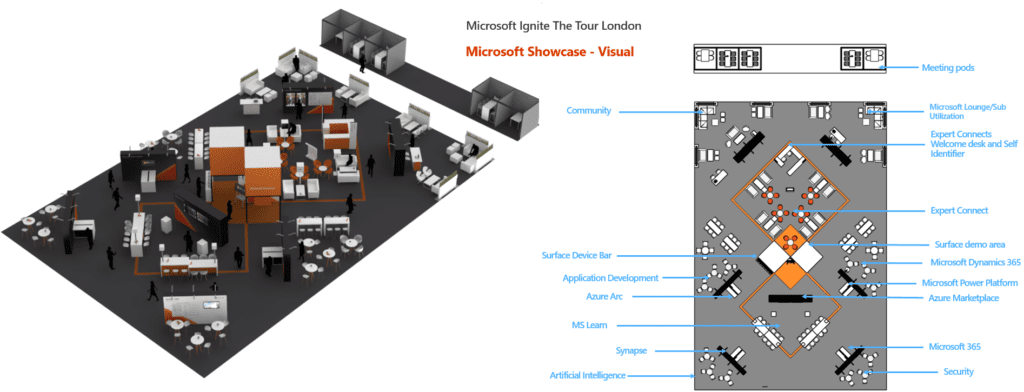 Microsoft Ignite The Tour London
Microsoft Showcase - Visual
Meeting pods
Community
Microsoft Lounge/Sub
Utilization
Expert Connects
Welcome desk and Self
Identifier
Expert Connect
Surface demo area
Surface Device Bar
Microsoft Dynamics 365
Application Development
Microsoft Power Platform
Azure Arc
Azure Marketplace
MS Learn
Synapse
Microsoft 365
Artificial Intelligence
Security